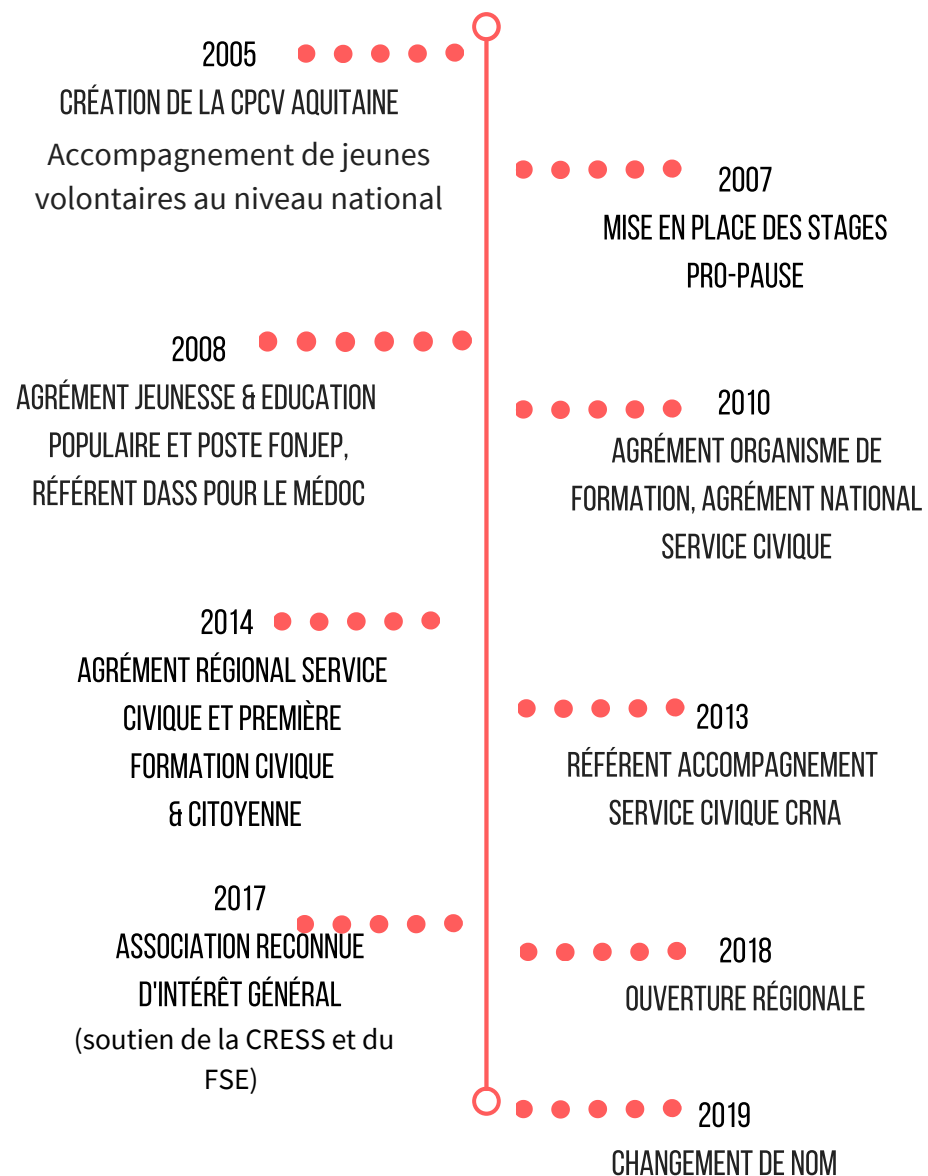 2005
CRÉATION DE LA CPCV AQUITAINE
Accompagnement de jeunes
volontaires au niveau national
2007
MISE EN PLACE DES STAGES
PRO-PAUSE
2008
AGRÉMENT JEUNESSE & EDUCATION
POPULAIRE ET POSTE FONJEP,
RÉFÉRENT DASS POUR LE MÉDOC
2010
AGRÉMENT ORGANISME DE
FORMATION, AGRÉMENT NATIONAL
SERVICE CIVIQUE
2014
AGRÉMENT RÉGIONAL SERVICE
CIVIQUE ET PREMIÈRE
FORMATION CIVIQUE
& CITOYENNE
2013
RÉFÉRENT ACCOMPAGNEMENT
SERVICE CIVIQUE CRNA
2017
ASSOCIATION RECONNUE
D'INTÉRÊT GÉNÉRAL
(soutien de la CRESS et du
FSE)
2018
OUVERTURE RÉGIONALE
2019
CHANGEMENT DE NOM